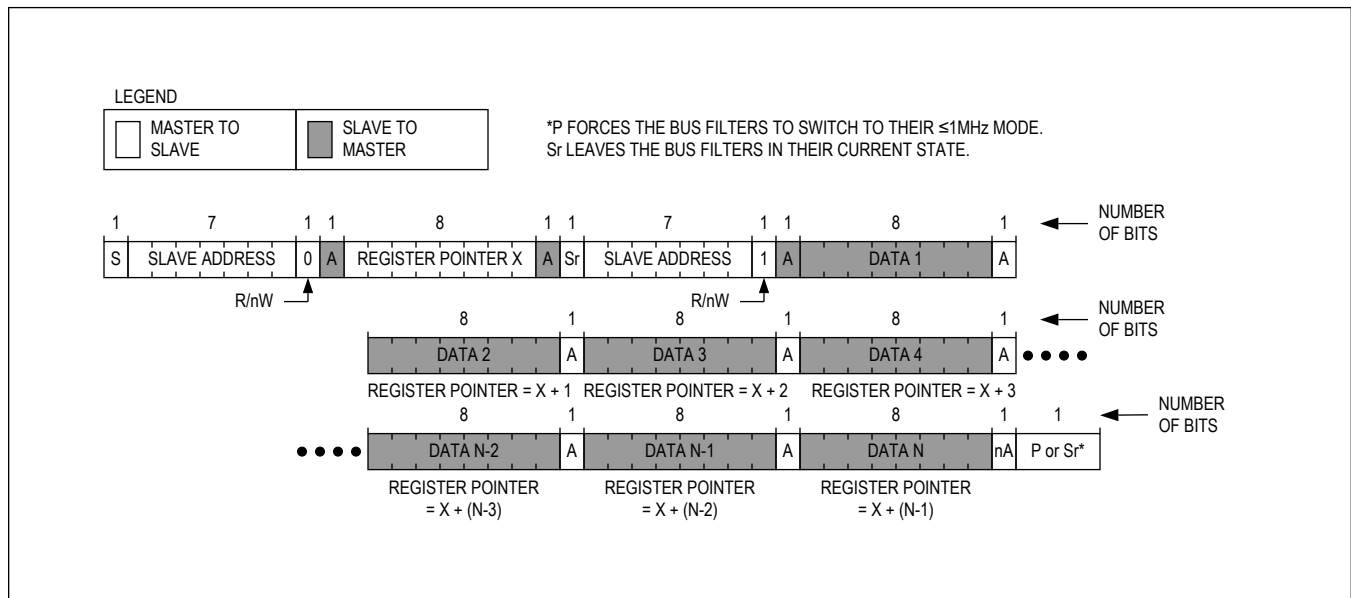 LEGEND
MASTER TO SLAVE
SLAVE TO MASTER
*P FORCES THE BUS FILTERS TO SWITCH TO THEIR ≤1MHz MODE.
Sr LEAVES THE BUS FILTERS IN THEIR CURRENT STATE.
1 7 1 1 8 1 1 7 1 1 8 1
NUMBER OF BITS
S SLAVE ADDRESS 0 A REGISTER POINTER X A Sr SLAVE ADDRESS 1 A DATA 1 A
R/nW R/nW
8 1 8 1 8 1
NUMBER OF BITS
DATA 2 A DATA 3 A DATA 4 A
REGISTER POINTER = X + 1 REGISTER POINTER = X + 2 REGISTER POINTER = X + 3
8 1 8 1 8 1 1
NUMBER OF BITS
DATA N-2 A DATA N-1 A DATA N nA P or Sr*
REGISTER POINTER = X + (N-3)
REGISTER POINTER = X + (N-2)
REGISTER POINTER = X + (N-1)